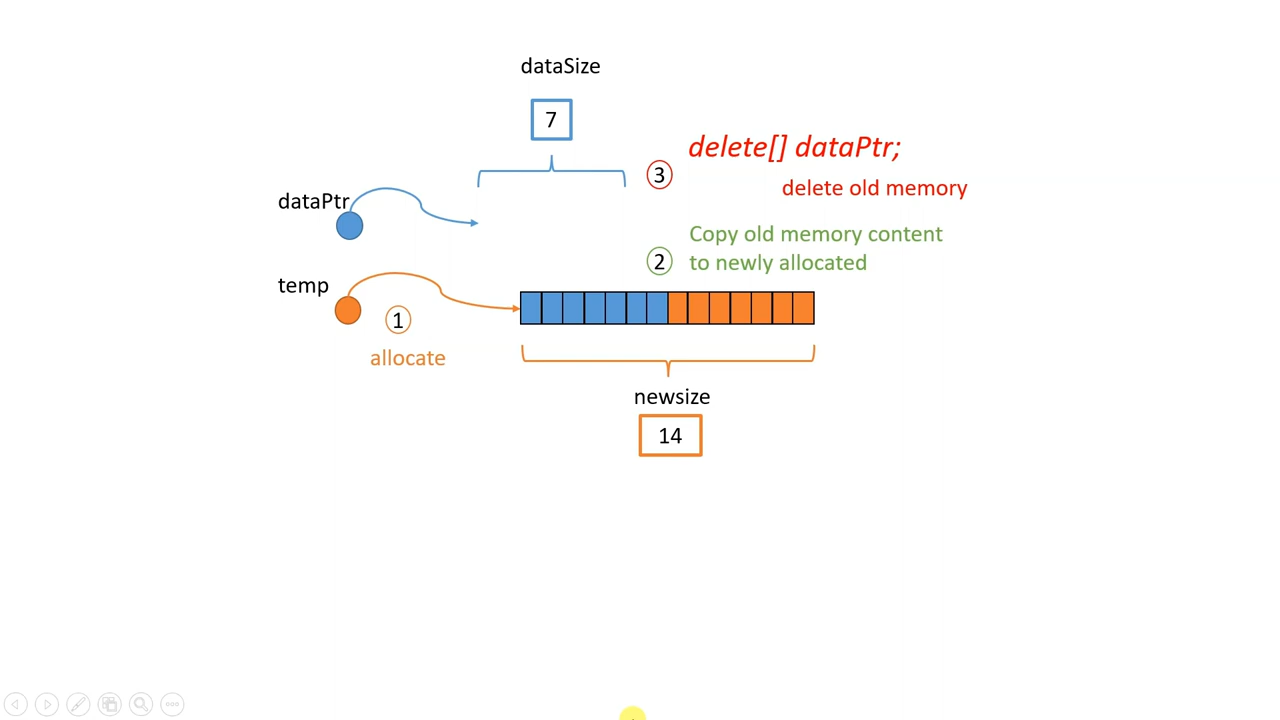 dataSize
7
delete[] dataPtr;
3
delete old memory
dataPtr
Copy old memory content
2
to newly allocated
temp
1
allocate
newsize
14